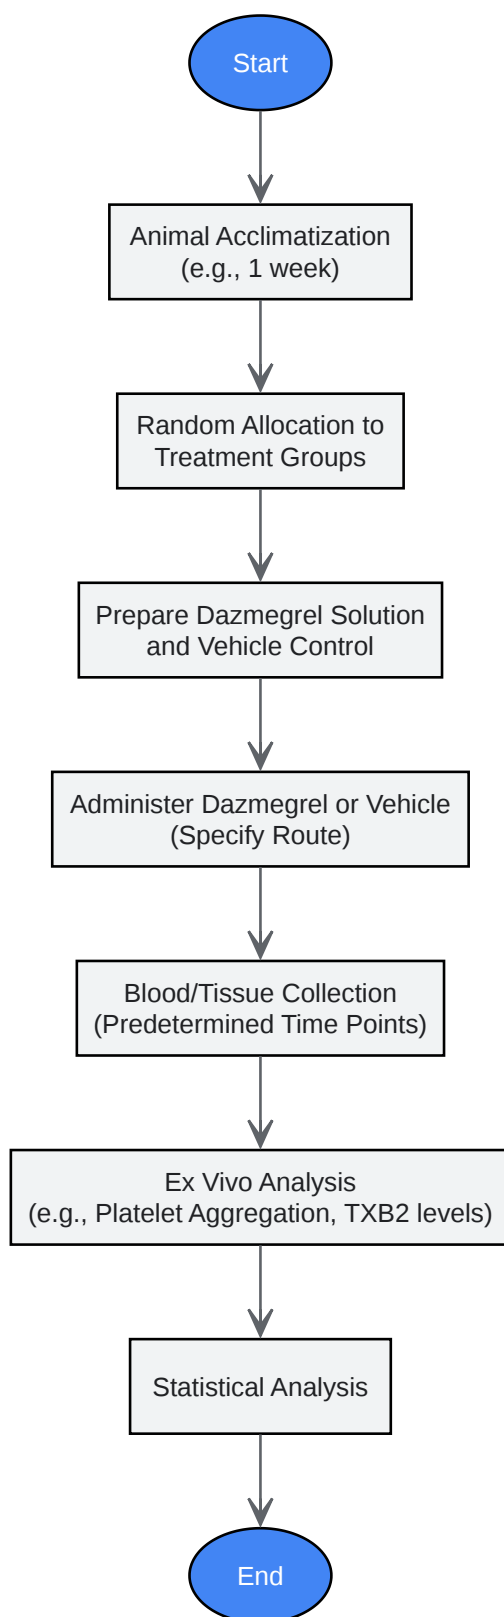 Start
Animal Acclimatization
(e.g., 1 week)
Random Allocation to
Treatment Groups
Prepare Dazmegrel Solution
and Vehicle Control
Administer Dazmegrel or Vehicle
(Specify Route)
Blood/Tissue Collection
(Predetermined Time Points)
Ex Vivo Analysis
(e.g., Platelet Aggregation, TXB2 levels)
Statistical Analysis
End